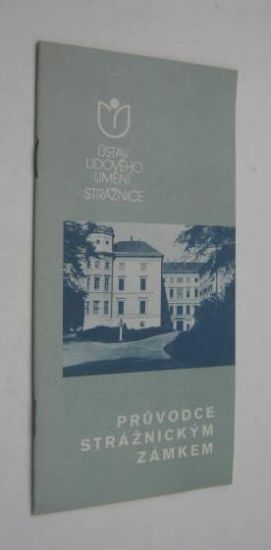 ÚSTAV
LIDOVÉHO
UMĚNÍ
STRÁŽNICE
PRŮVODCE
STRÁŽNICKÝM
ZÁMKEM